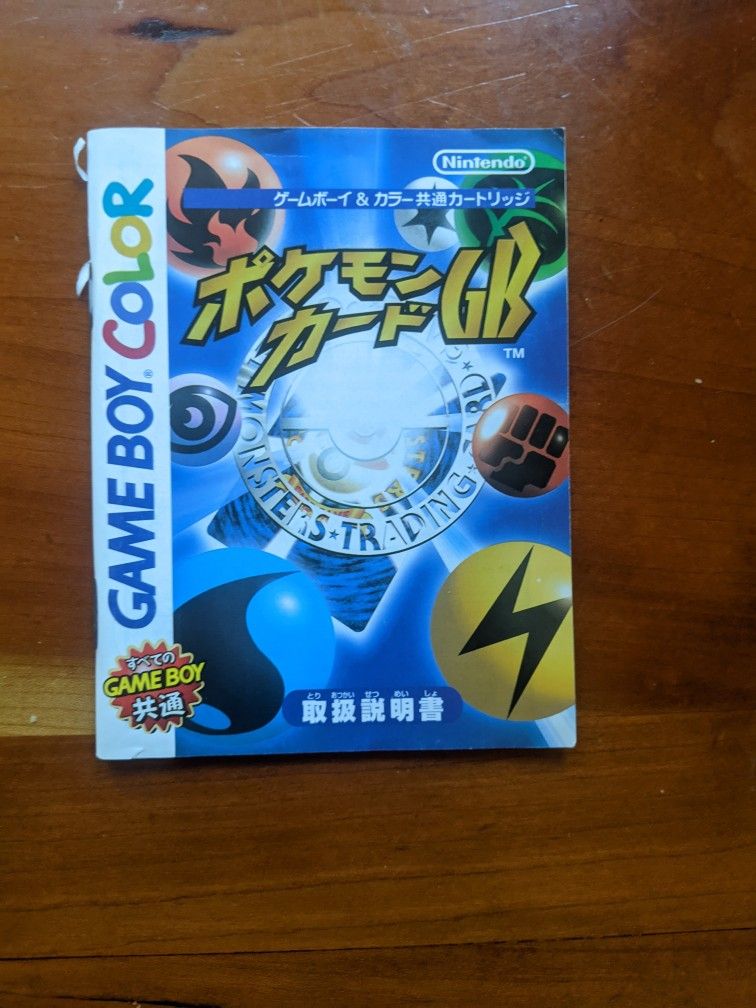 Nintendo®
ゲームボーイ & カラー共通カートリッジ
ポケモン
カードGB
TM
MONSTERS★TRADING
GAME BOY® COLOR
すべての
GAME BOY
共通
とり あつかい せつ めい しょ
取扱説明書